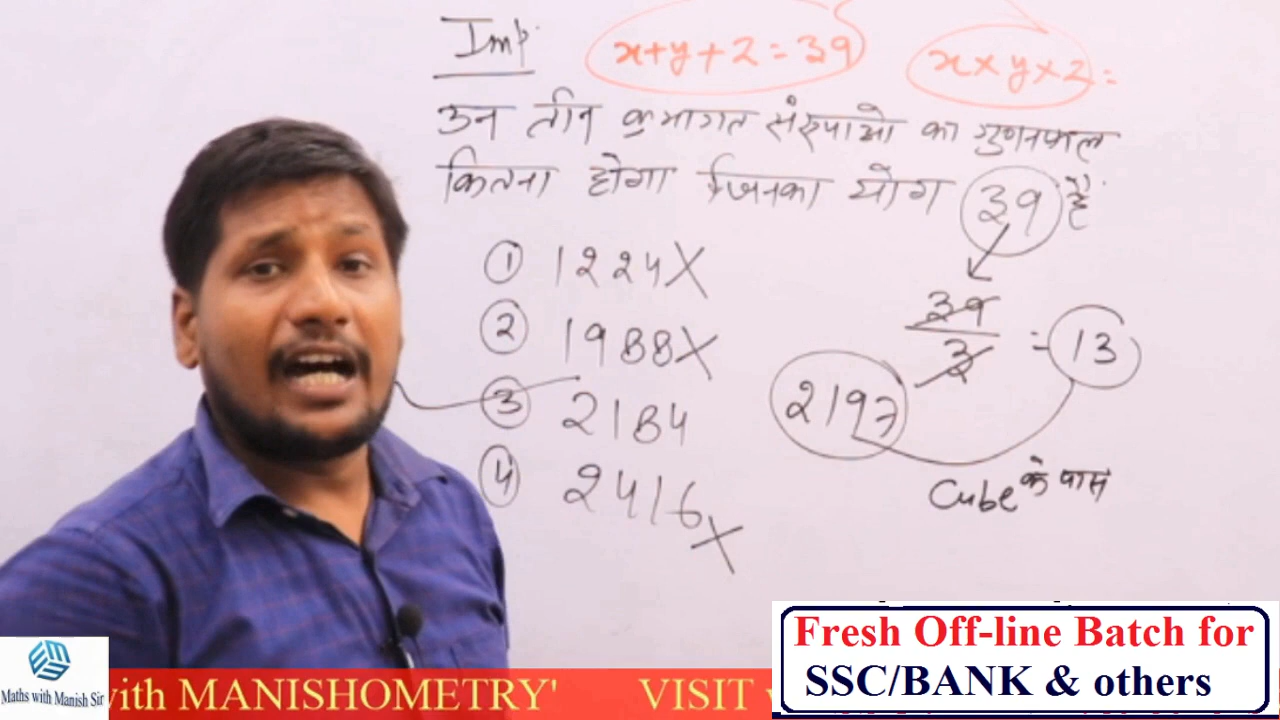 Imp.
x+y+z=39
x×y×z=
उन तीन क्रमागत संख्याओ का गुणनफल
कितना होगा जिनका योग 39 है
① 1224 X
② 1988 X
③ 2184
④ 2416 X
39
3
= 13
2197
Cube के पास
Maths with Manish Sir
with MANISHOMETRY' VISIT
Fresh Off-line Batch for
SSC/BANK & others